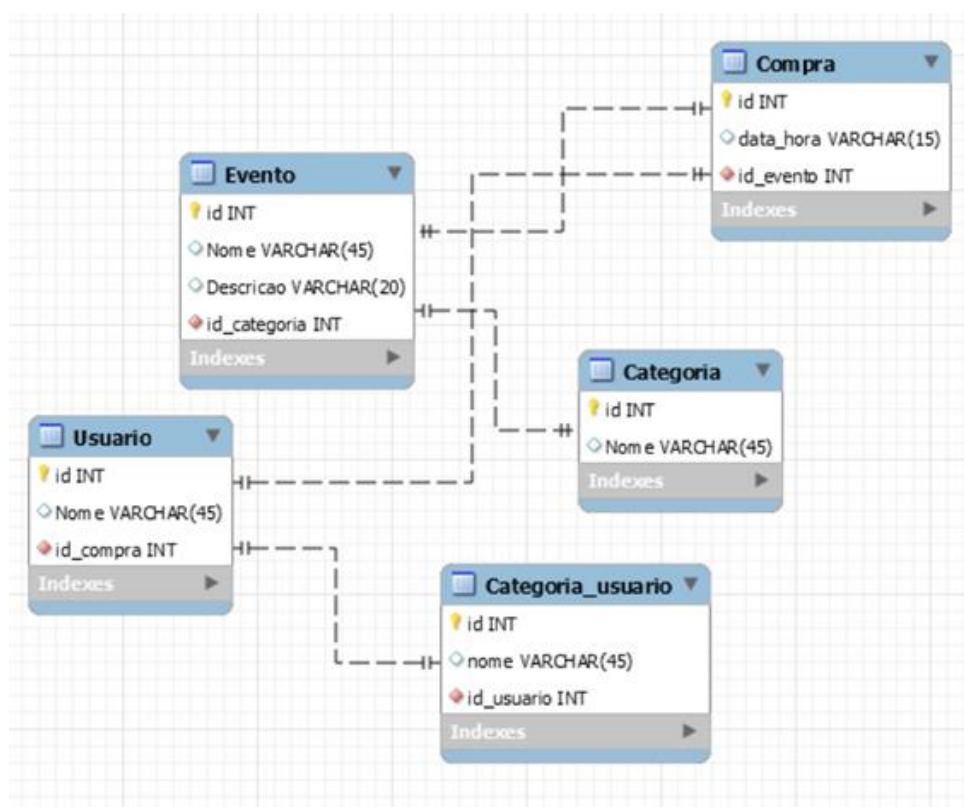 Compra
id INT
data_hora VARCHAR(15)
id_evento INT
Indexes
Evento
id INT
Nome VARCHAR(45)
Descricao VARCHAR(20)
id_categoria INT
Indexes
Categoria
id INT
Nome VARCHAR(45)
Indexes
Usuario
id INT
Nome VARCHAR(45)
id_compra INT
Indexes
Categoria_usuario
id INT
nome VARCHAR(45)
id_usuario INT
Indexes